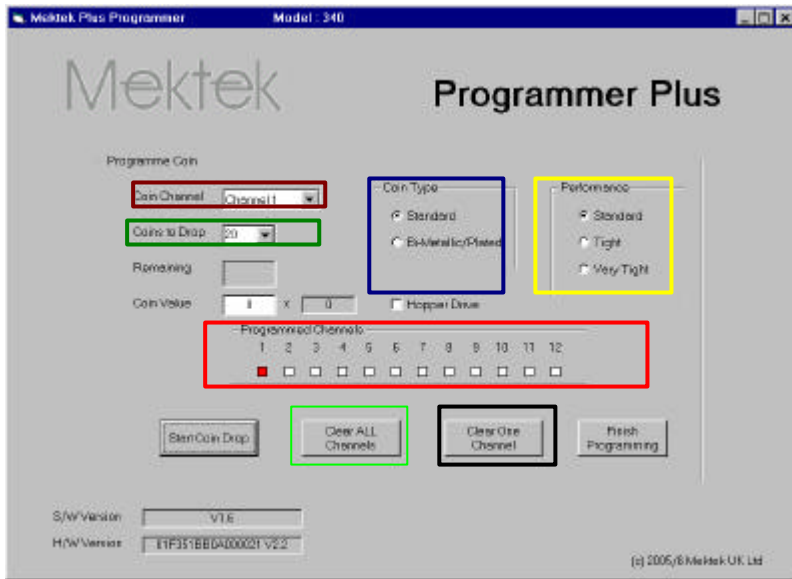 Mektek Plus Programmer Model : 340
Mektek
Programmer Plus
Programme Coin
Coin Channel Channel 1
Coin Type
Performance
Standard
Standard
Coins to Drop 20
Bi-Metallic/Plated
Tight
Remaining
Very Tight
Coin Value x 0
Hopper Drive
Programmed Channels
1 2 3 4 5 6 7 8 9 10 11 12
Start Coin Drop
Clear ALL
Channels
Clear One
Channel
Finish
Programming
S/W Version V1.6
H/W Version V2.2
(c) 2005/6 Mektek UK Ltd